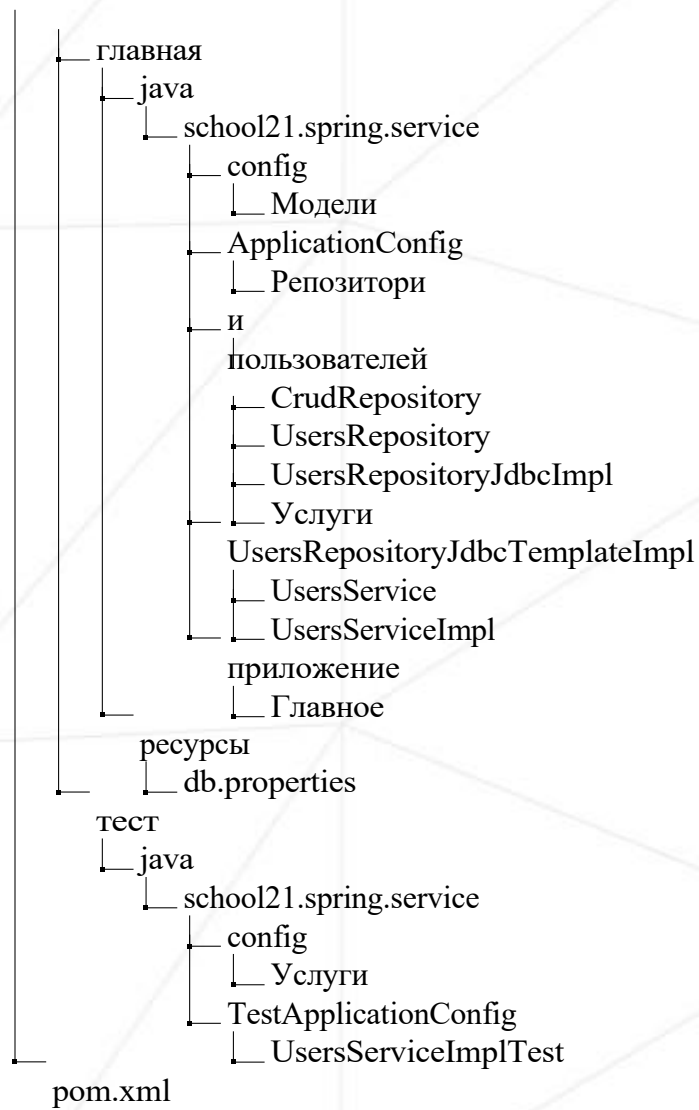 главная
java
school21.spring.service
config
Модели
ApplicationConfig
Репозитори
и
пользователей
CrudRepository
UsersRepository
UsersRepositoryJdbcImpl
Услуги
UsersRepositoryJdbcTemplateImpl
UsersService
UsersServiceImpl
приложение
Главное
ресурсы
db.properties
тест
java
school21.spring.service
config
Услуги
TestApplicationConfig
UsersServiceImplTest
pom.xml